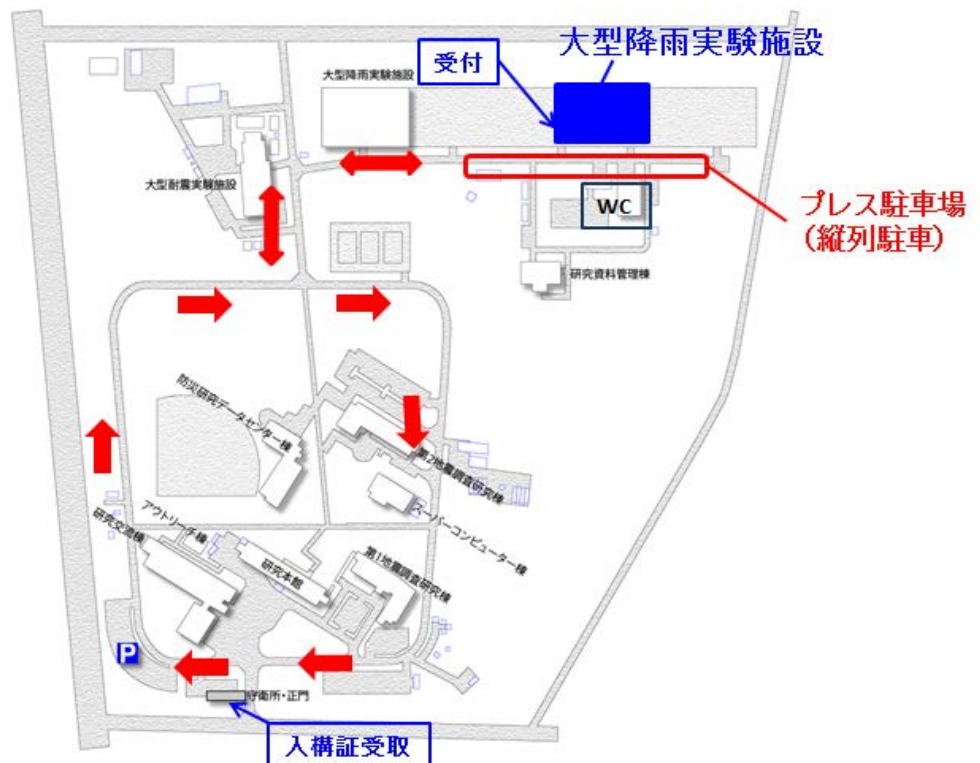 大型降雨実験施設
受付
大型降雨実験施設
大型耐震実験施設
プレス駐車場
(縦列駐車)
WC
研究資料管理棟
防災研究データセンター棟
第2地震調査研究棟
スーパーコンピューター棟
アウトリーチ棟
研究交流棟
研究本館
第1地震調査研究棟
P
守衛所・正門
入構証受取